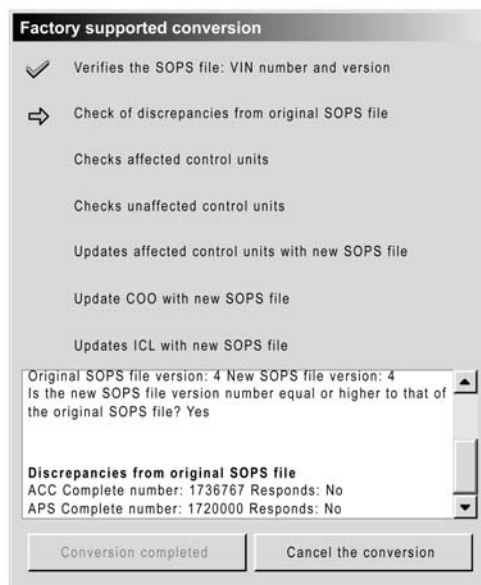 Factory supported conversion
Verifies the SOPS file: VIN number and version
Check of discrepancies from original SOPS file
Checks affected control units
Checks unaffected control units
Updates affected control units with new SOPS file
Update COO with new SOPS file
Updates ICL with new SOPS file
Original SOPS file version: 4 New SOPS file version: 4
Is the new SOPS file version number equal or higher to that of
the original SOPS file? Yes
Discrepancies from original SOPS file
ACC Complete number: 1736767 Responds: No
APS Complete number: 1720000 Responds: No
Conversion completed
Cancel the conversion